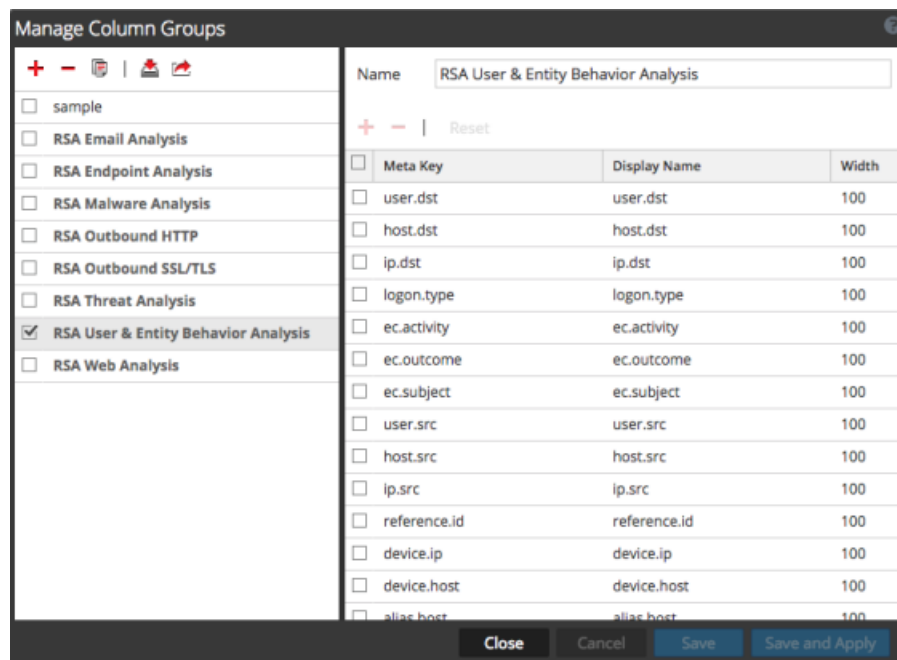 Manage Column Groups
sample
RSA Email Analysis
RSA Endpoint Analysis
RSA Malware Analysis
RSA Outbound HTTP
RSA Outbound SSL/TLS
RSA Threat Analysis
RSA User & Entity Behavior Analysis
RSA Web Analysis
Name RSA User & Entity Behavior Analysis
Reset
Meta Key Display Name Width
user.dst user.dst 100
host.dst host.dst 100
ip.dst ip.dst 100
logon.type logon.type 100
ec.activity ec.activity 100
ec.outcome ec.outcome 100
ec.subject ec.subject 100
user.src user.src 100
host.src host.src 100
ip.src ip.src 100
reference.id reference.id 100
device.ip device.ip 100
device.host device.host 100
alias.host alias.host 100
Close Cancel Save Save and Apply